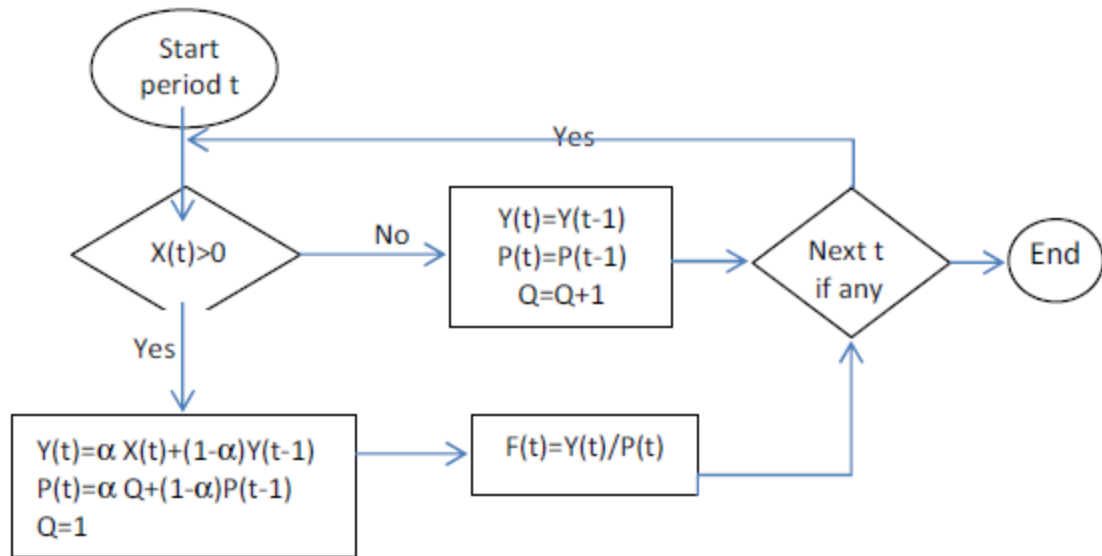 Start
period t
Yes
X(t)>0
No
Y(t)=Y(t-1)
P(t)=P(t-1)
Q=Q+1
Next t
if any
End
Yes
Y(t)=α X(t)+(1-α)Y(t-1)
P(t)=α Q+(1-α)P(t-1)
Q=1
F(t)=Y(t)/P(t)